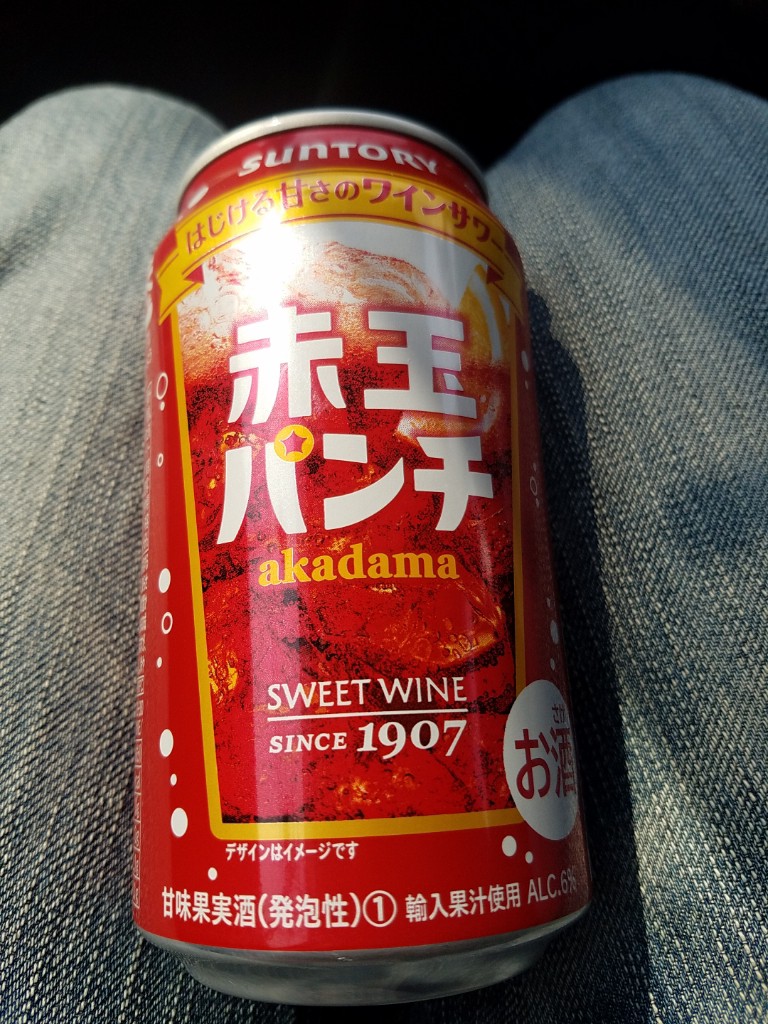 SUNTORY
はじける甘さのワインサワー
赤玉
パンチ
akadama
SWEET WINE
SINCE 1907
さけ
お酒
デザインはイメージです
甘味果実酒(発泡性)① 輸入果汁使用 ALC.6%